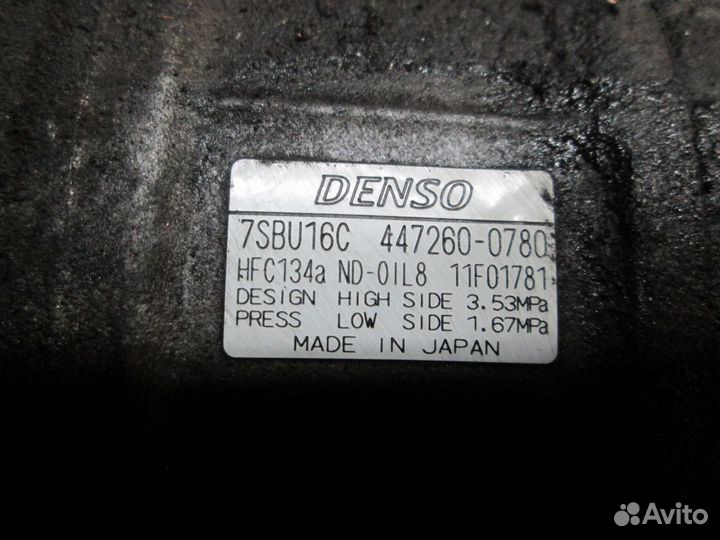 DENSO
7SBU16C 447260-0780
HFC134a ND-OIL8 11F01781
DESIGN HIGH SIDE 3.53MPa
PRESS LOW SIDE 1.67MPa
MADE IN JAPAN
Avito